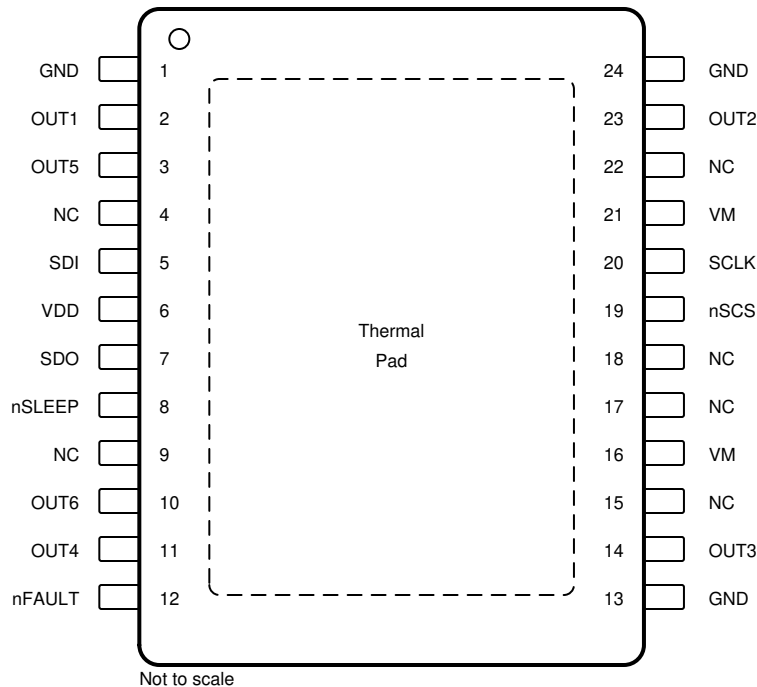 GND 1 24 GND
OUT1 2 23 OUT2
OUT5 3 22 NC
NC 4 21 VM
SDI 5 20 SCLK
VDD 6 19 nSCS
Thermal
Pad
SDO 7 18 NC
nSLEEP 8 17 NC
NC 9 16 VM
OUT6 10 15 NC
OUT4 11 14 OUT3
nFAULT 12 13 GND
Not to scale